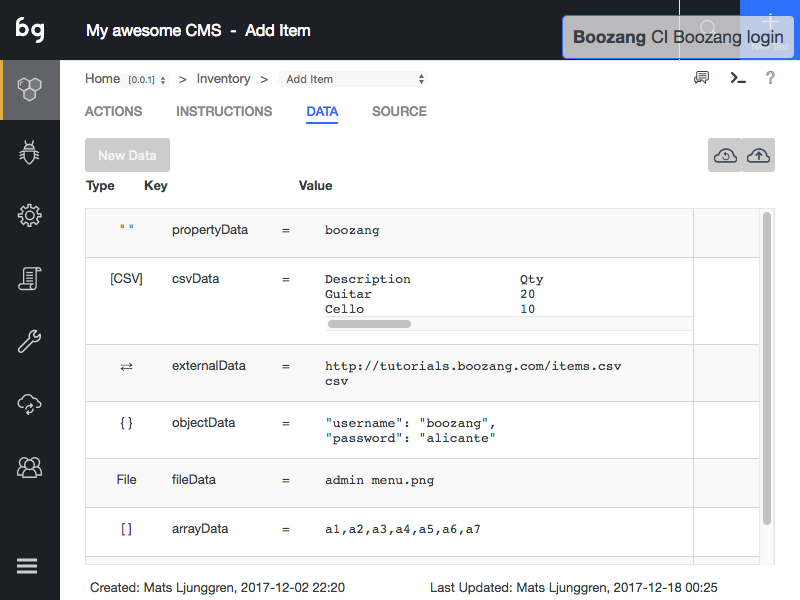 bg
My awesome CMS - Add Item
Boozang CI Boozang login
Home [0.0.1] > Inventory > Add Item
ACTIONS INSTRUCTIONS DATA SOURCE
New Data
Type Key Value
" " propertyData = boozang
[CSV] csvData = Description Qty
Guitar 20
Cello 10
⇄ externalData = http://tutorials.boozang.com/items.csv
csv
{} objectData = "username": "boozang",
"password": "alicante"
File fileData = admin menu.png
[] arrayData = a1,a2,a3,a4,a5,a6,a7
Created: Mats Ljunggren, 2017-12-02 22:20 Last Updated: Mats Ljunggren, 2017-12-18 00:25